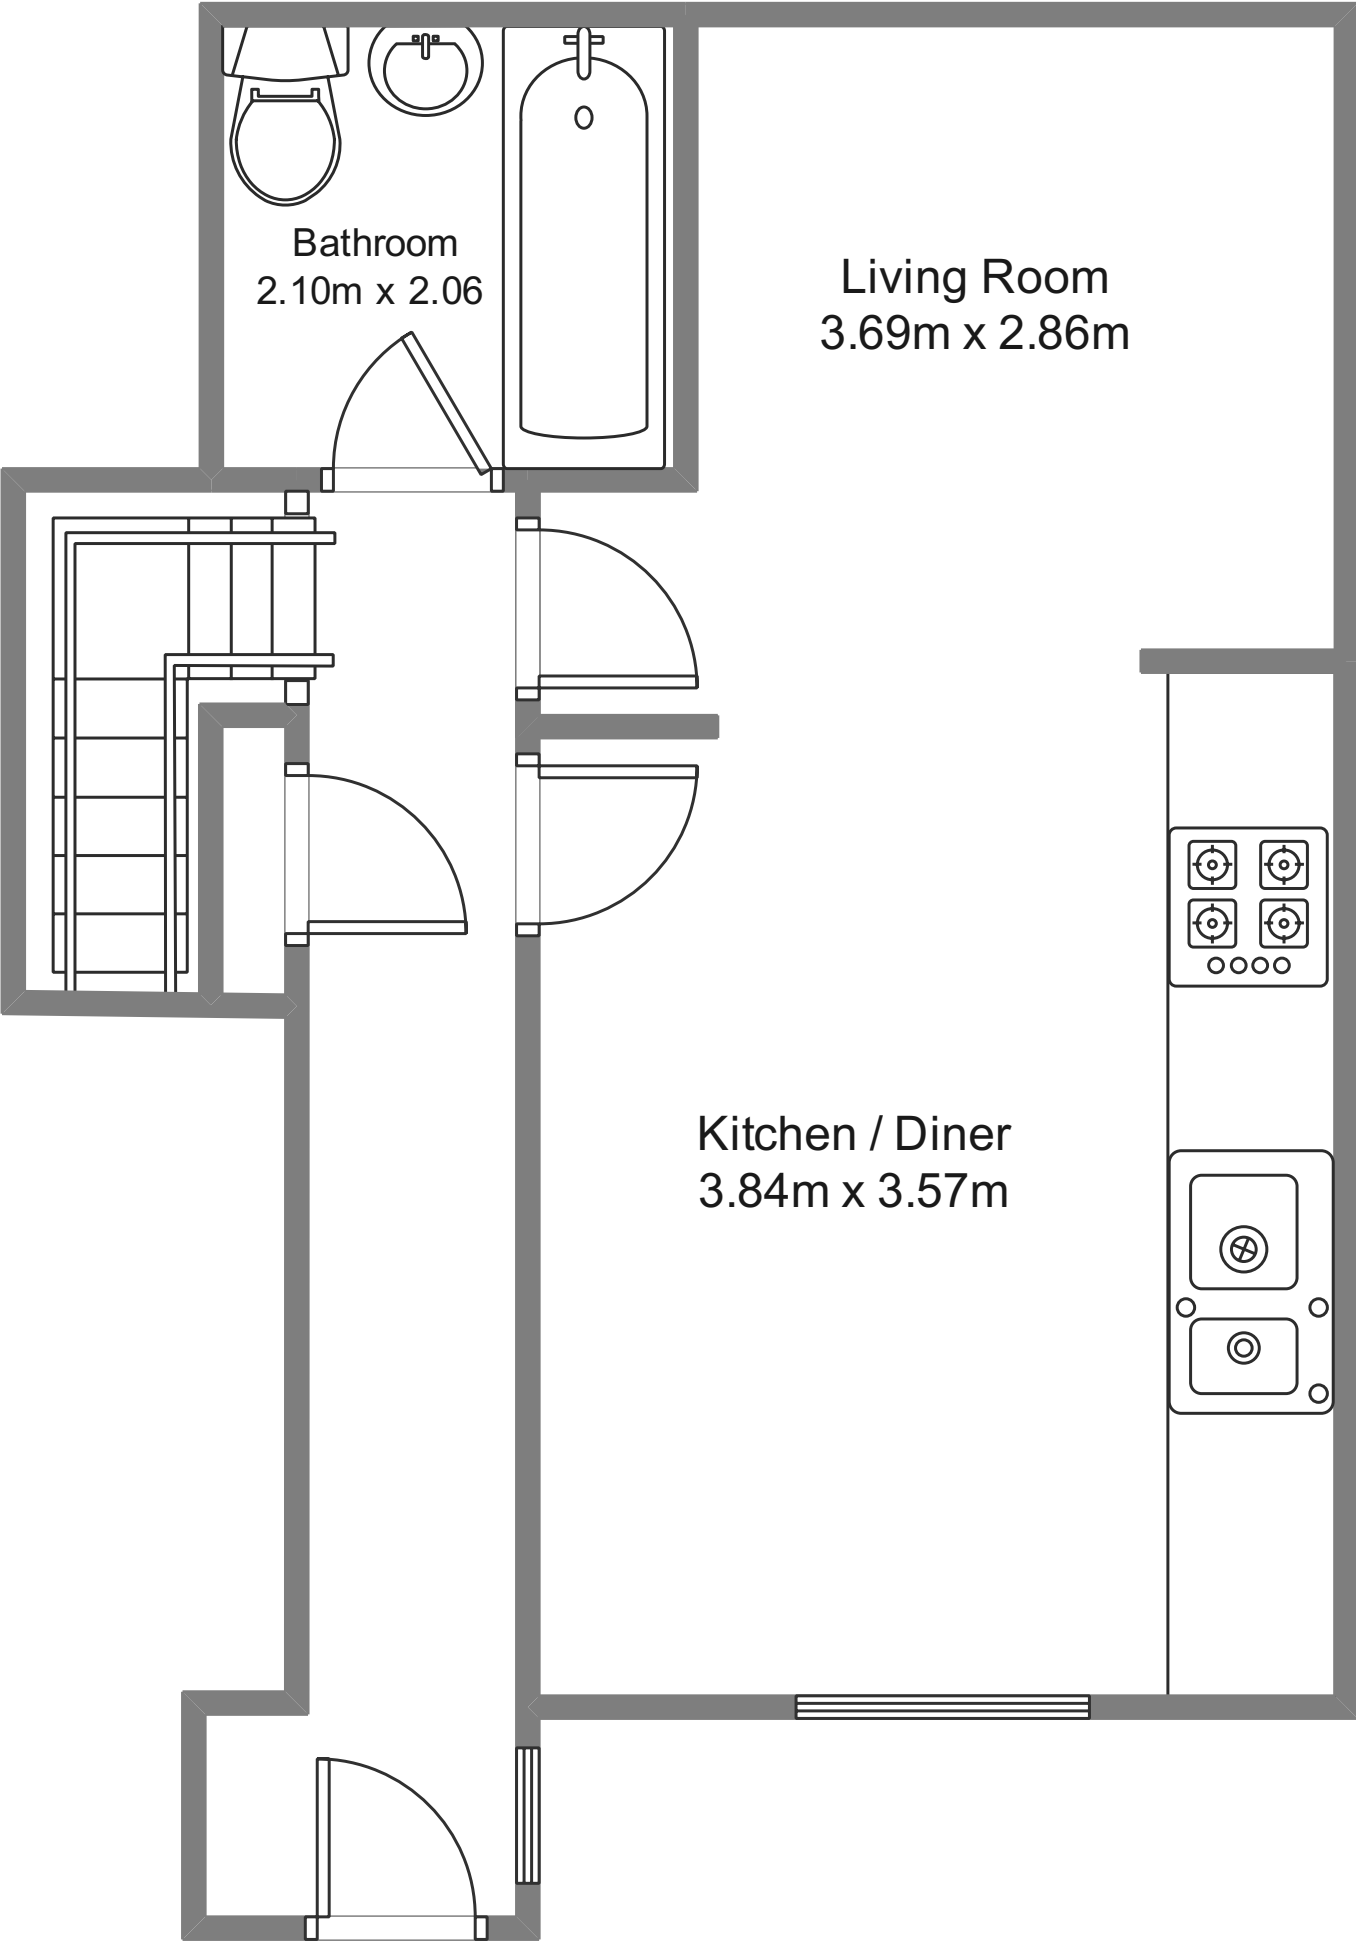 Bathroom
2.10m x 2.06
Living Room
3.69m x 2.86m
Kitchen / Diner
3.84m x 3.57m